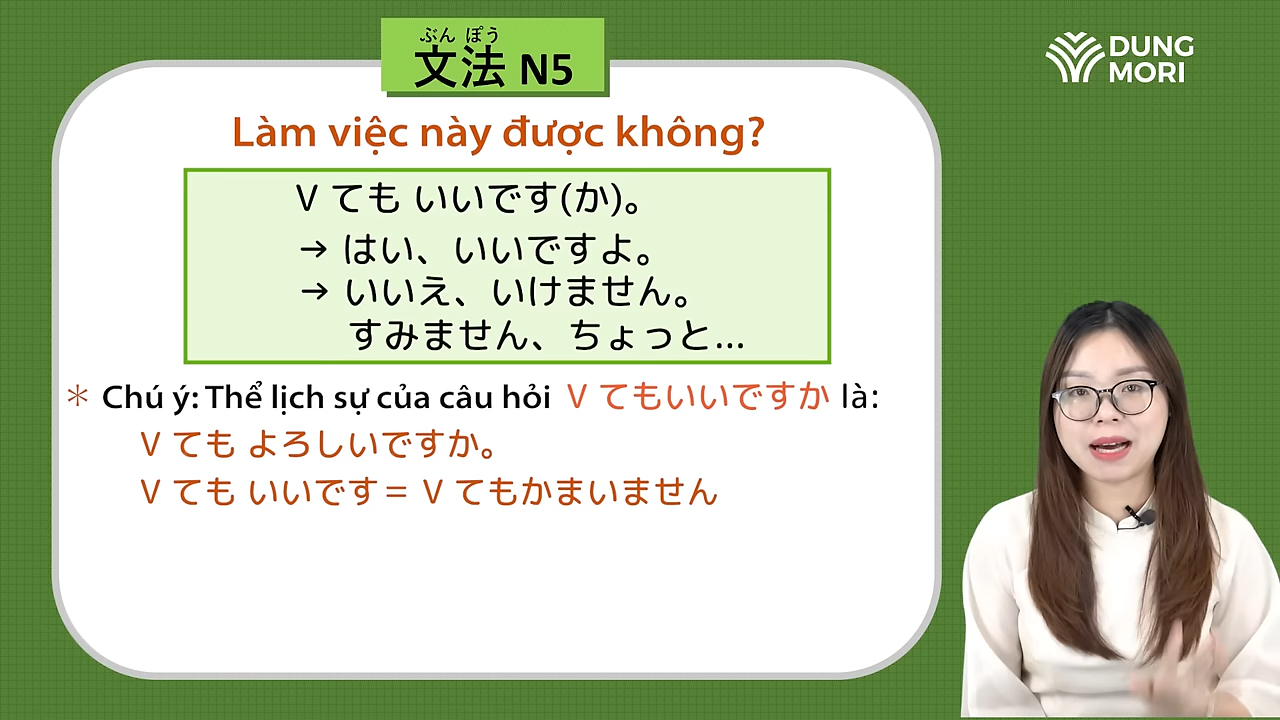 ぶん ぽう
文法 N5
DUNG
MORI
Làm việc này được không?
V ても いいです(か)。
→ はい、いいですよ。
→ いいえ、いけません。
すみません、ちょっと...
* Chú ý: Thể lịch sự của câu hỏi V てもいいですか là:
V ても よろしいですか。
V ても いいです = V てもかまいません